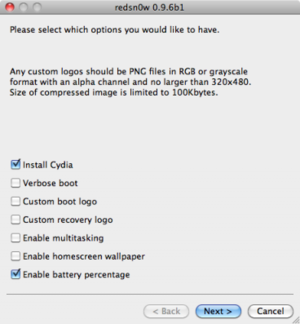 redsn0w 0.9.6b1
Please select which options you would like to have.
Any custom logos should be PNG files in RGB or grayscale
format with an alpha channel and no larger than 320x480.
Size of compressed image is limited to 100Kbytes.
Install Cydia
Verbose boot
Custom boot logo
Custom recovery logo
Enable multitasking
Enable homescreen wallpaper
Enable battery percentage
< Back
Next >
Cancel